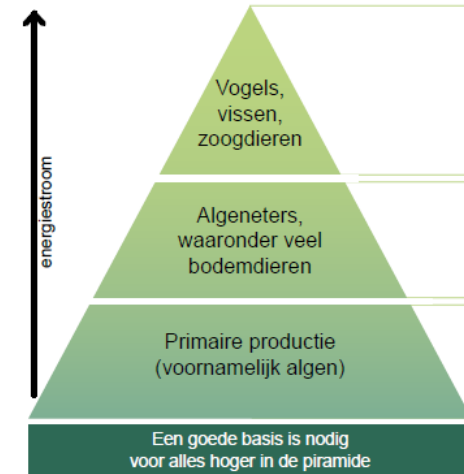 Vogels,
vissen,
zoogdieren
energiestroom
Algeneters,
waaronder veel
bodemdieren
Primaire productie
(voornamelijk algen)
Een goede basis is nodig
voor alles hoger in de piramide